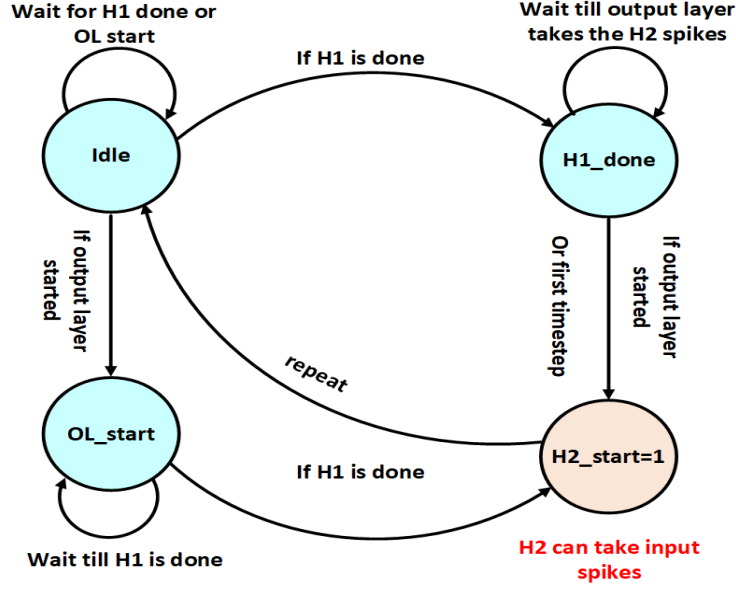 Wait for H1 done or
OL start
Wait till output layer
takes the H2 spikes
If H1 is done
Idle
H1_done
If output layer
started
Or first timestep
If output layer
started
repeat
OL_start
If H1 is done
H2_start=1
Wait till H1 is done
H2 can take input
spikes